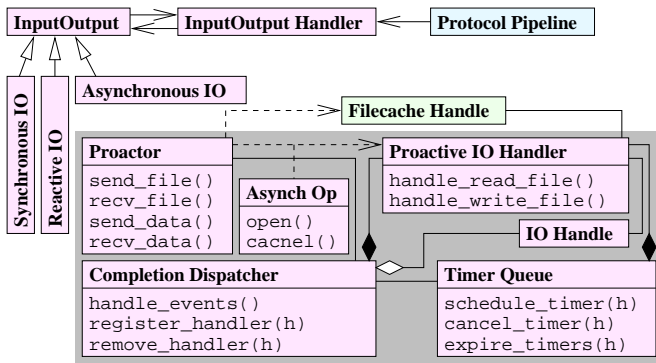 InputOutput
InputOutput Handler
Protocol Pipeline
Synchronous IO
Reactive IO
Asynchronous IO
Filecache Handle
Proactor
send_file()
recv_file()
send_data()
recv_data()
Asynch Op
open()
cacnel()
Proactive IO Handler
handle_read_file()
handle_write_file()
IO Handle
Completion Dispatcher
handle_events()
register_handler(h)
remove_handler(h)
Timer Queue
schedule_timer(h)
cancel_timer(h)
expire_timers(h)